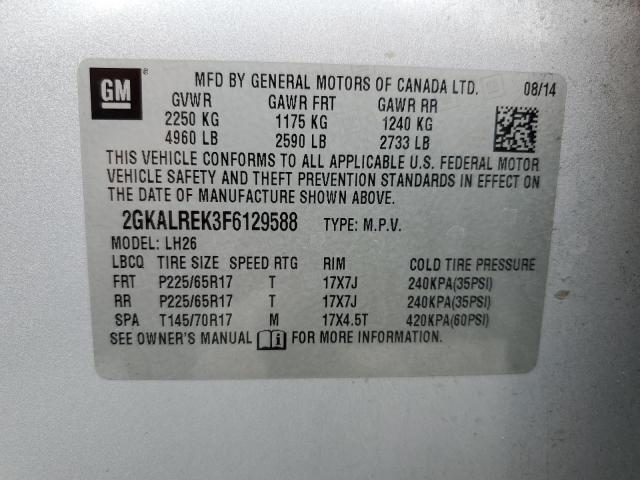 GM ® MFD BY GENERAL MOTORS OF CANADA LTD. 08/14
GVWR GAWR FRT GAWR RR
2250 KG 1175 KG 1240 KG
4960 LB 2590 LB 2733 LB
THIS VEHICLE CONFORMS TO ALL APPLICABLE U.S. FEDERAL MOTOR
VEHICLE SAFETY AND THEFT PREVENTION STANDARDS IN EFFECT ON
THE DATE OF MANUFACTURE SHOWN ABOVE.
2GKALREK3F6129588 TYPE: M.P.V.
MODEL: LH26
LBCQ TIRE SIZE SPEED RTG RIM COLD TIRE PRESSURE
FRT P225/65R17 T 17X7J 240KPA(35PSI)
RR P225/65R17 T 17X7J 240KPA(35PSI)
SPA T145/70R17 M 17X4.5T 420KPA(60PSI)
SEE OWNER'S MANUAL i FOR MORE INFORMATION.